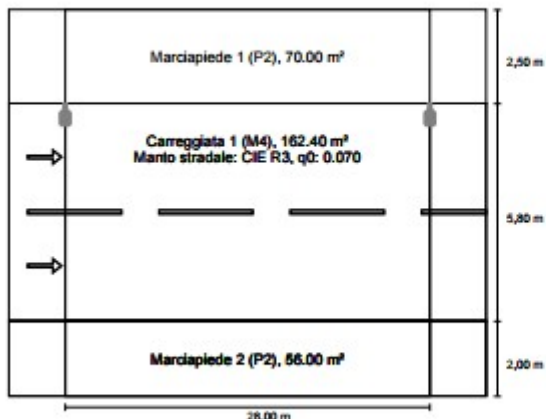 Marciapiede 1 (P2), 70.00 m²
2,50 m
Carreggiata 1 (M4), 162.40 m²
Manto stradale: CIE R3, q0: 0.070
5,80 m
Marciapiede 2 (P2), 56.00 m²
2,00 m
28.00 m